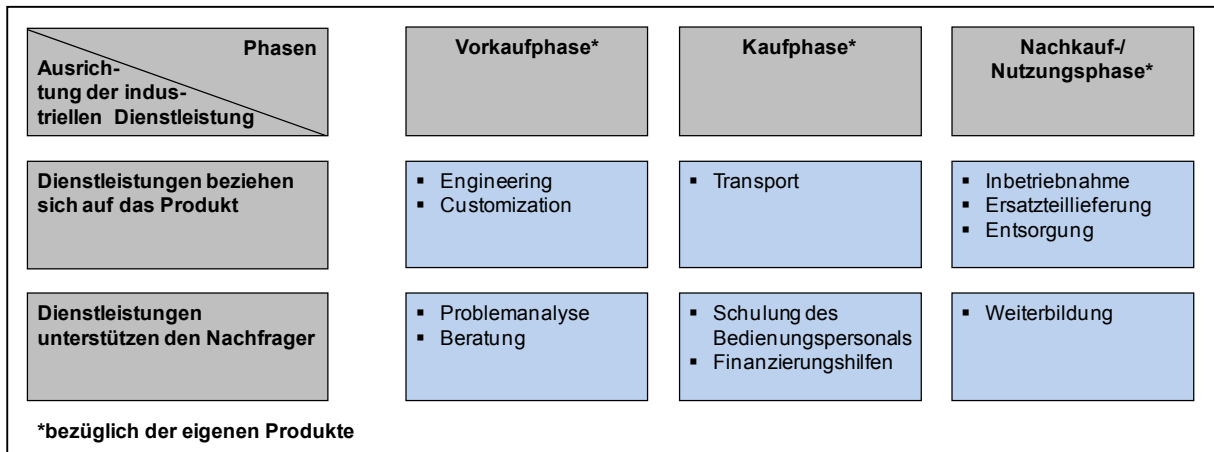 Phasen
Ausrich-
tung der indus-
triellen Dienstleistung
Vorkaufphase*
Kaufphase*
Nachkauf-/
Nutzungsphase*
Dienstleistungen beziehen
sich auf das Produkt
▪ Engineering
▪ Customization
▪ Transport
▪ Inbetriebnahme
▪ Ersatzteillieferung
▪ Entsorgung
Dienstleistungen
unterstützen den Nachfrager
▪ Problemanalyse
▪ Beratung
▪ Schulung des
Bedienungspersonals
▪ Finanzierungshilfen
▪ Weiterbildung
*bezüglich der eigenen Produkte